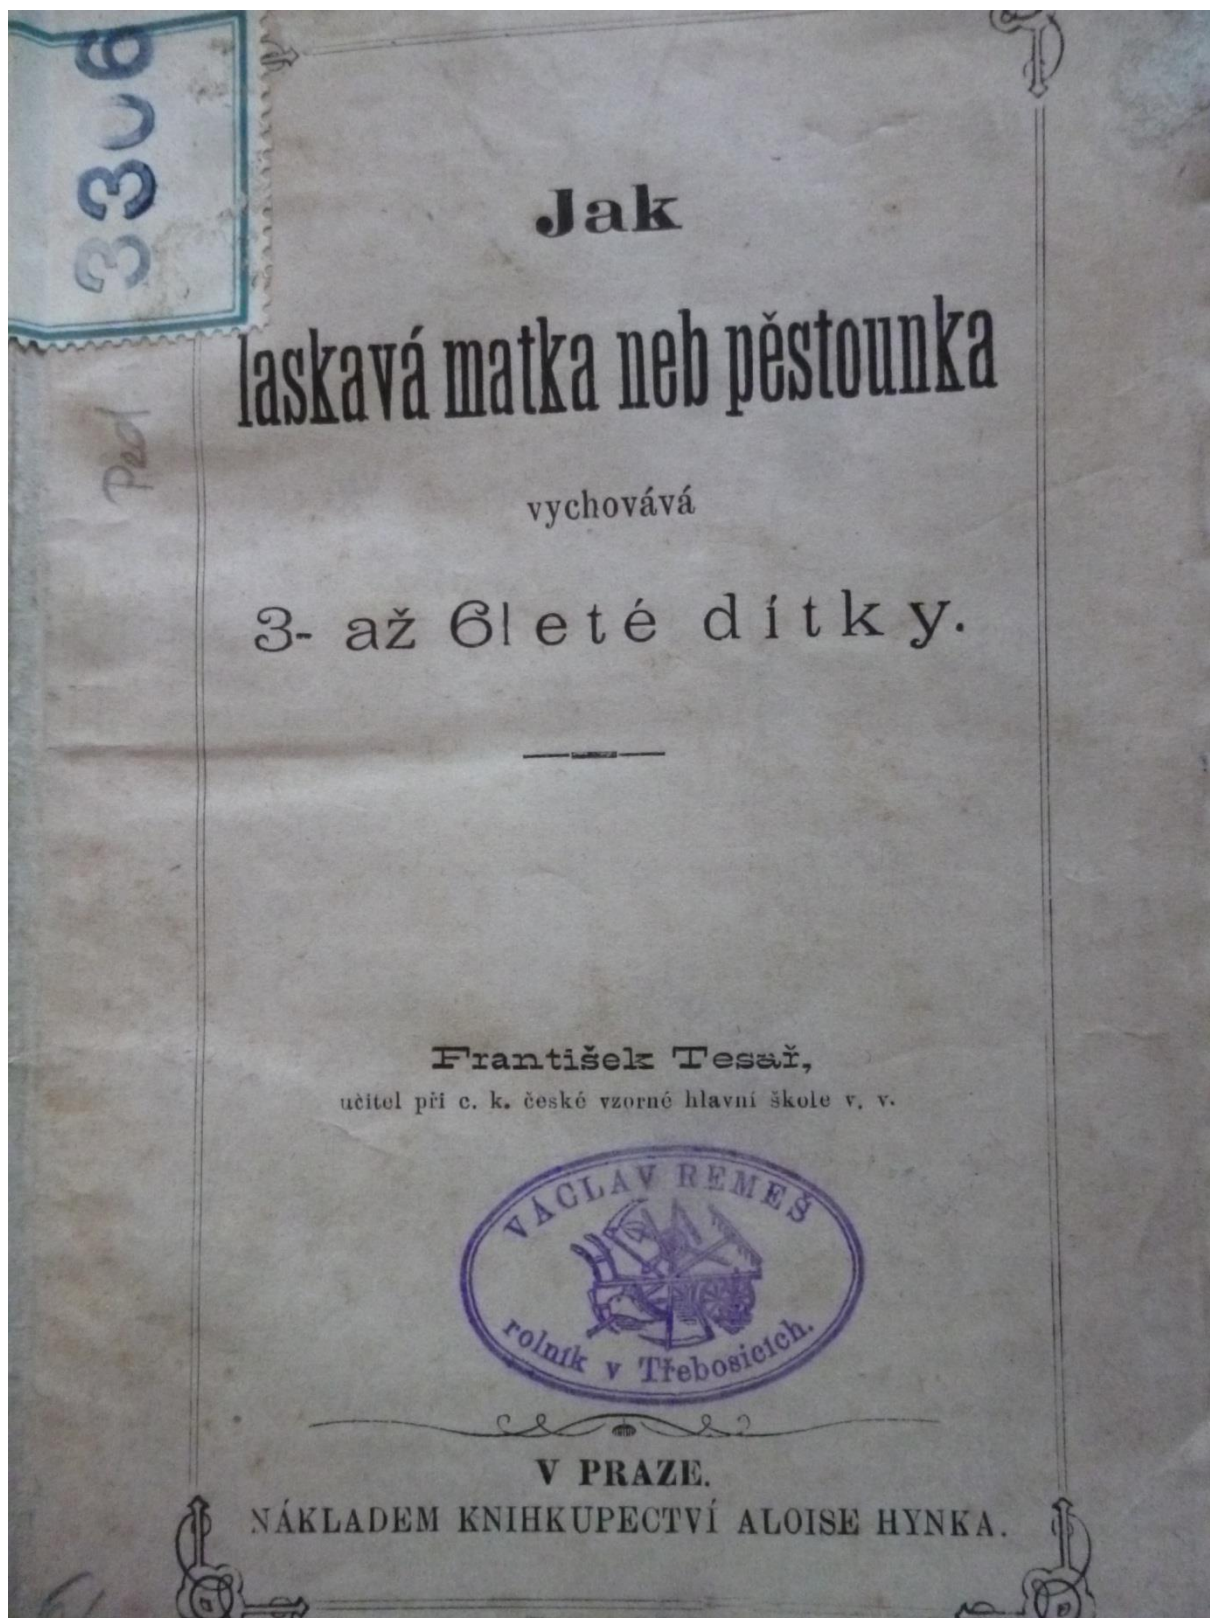 3306
Ped
Jak
laskavá matka neb pěstounka
vychovává
3- až 6leté dítky.
František Tesař,
učitel při c. k. české vzorné hlavní škole v. v.
VÁCLAV REMEŠ
rolník v Třebosicích.
V PRAZE.
NÁKLADEM KNIHKUPECTVÍ ALOISE HYNKA.